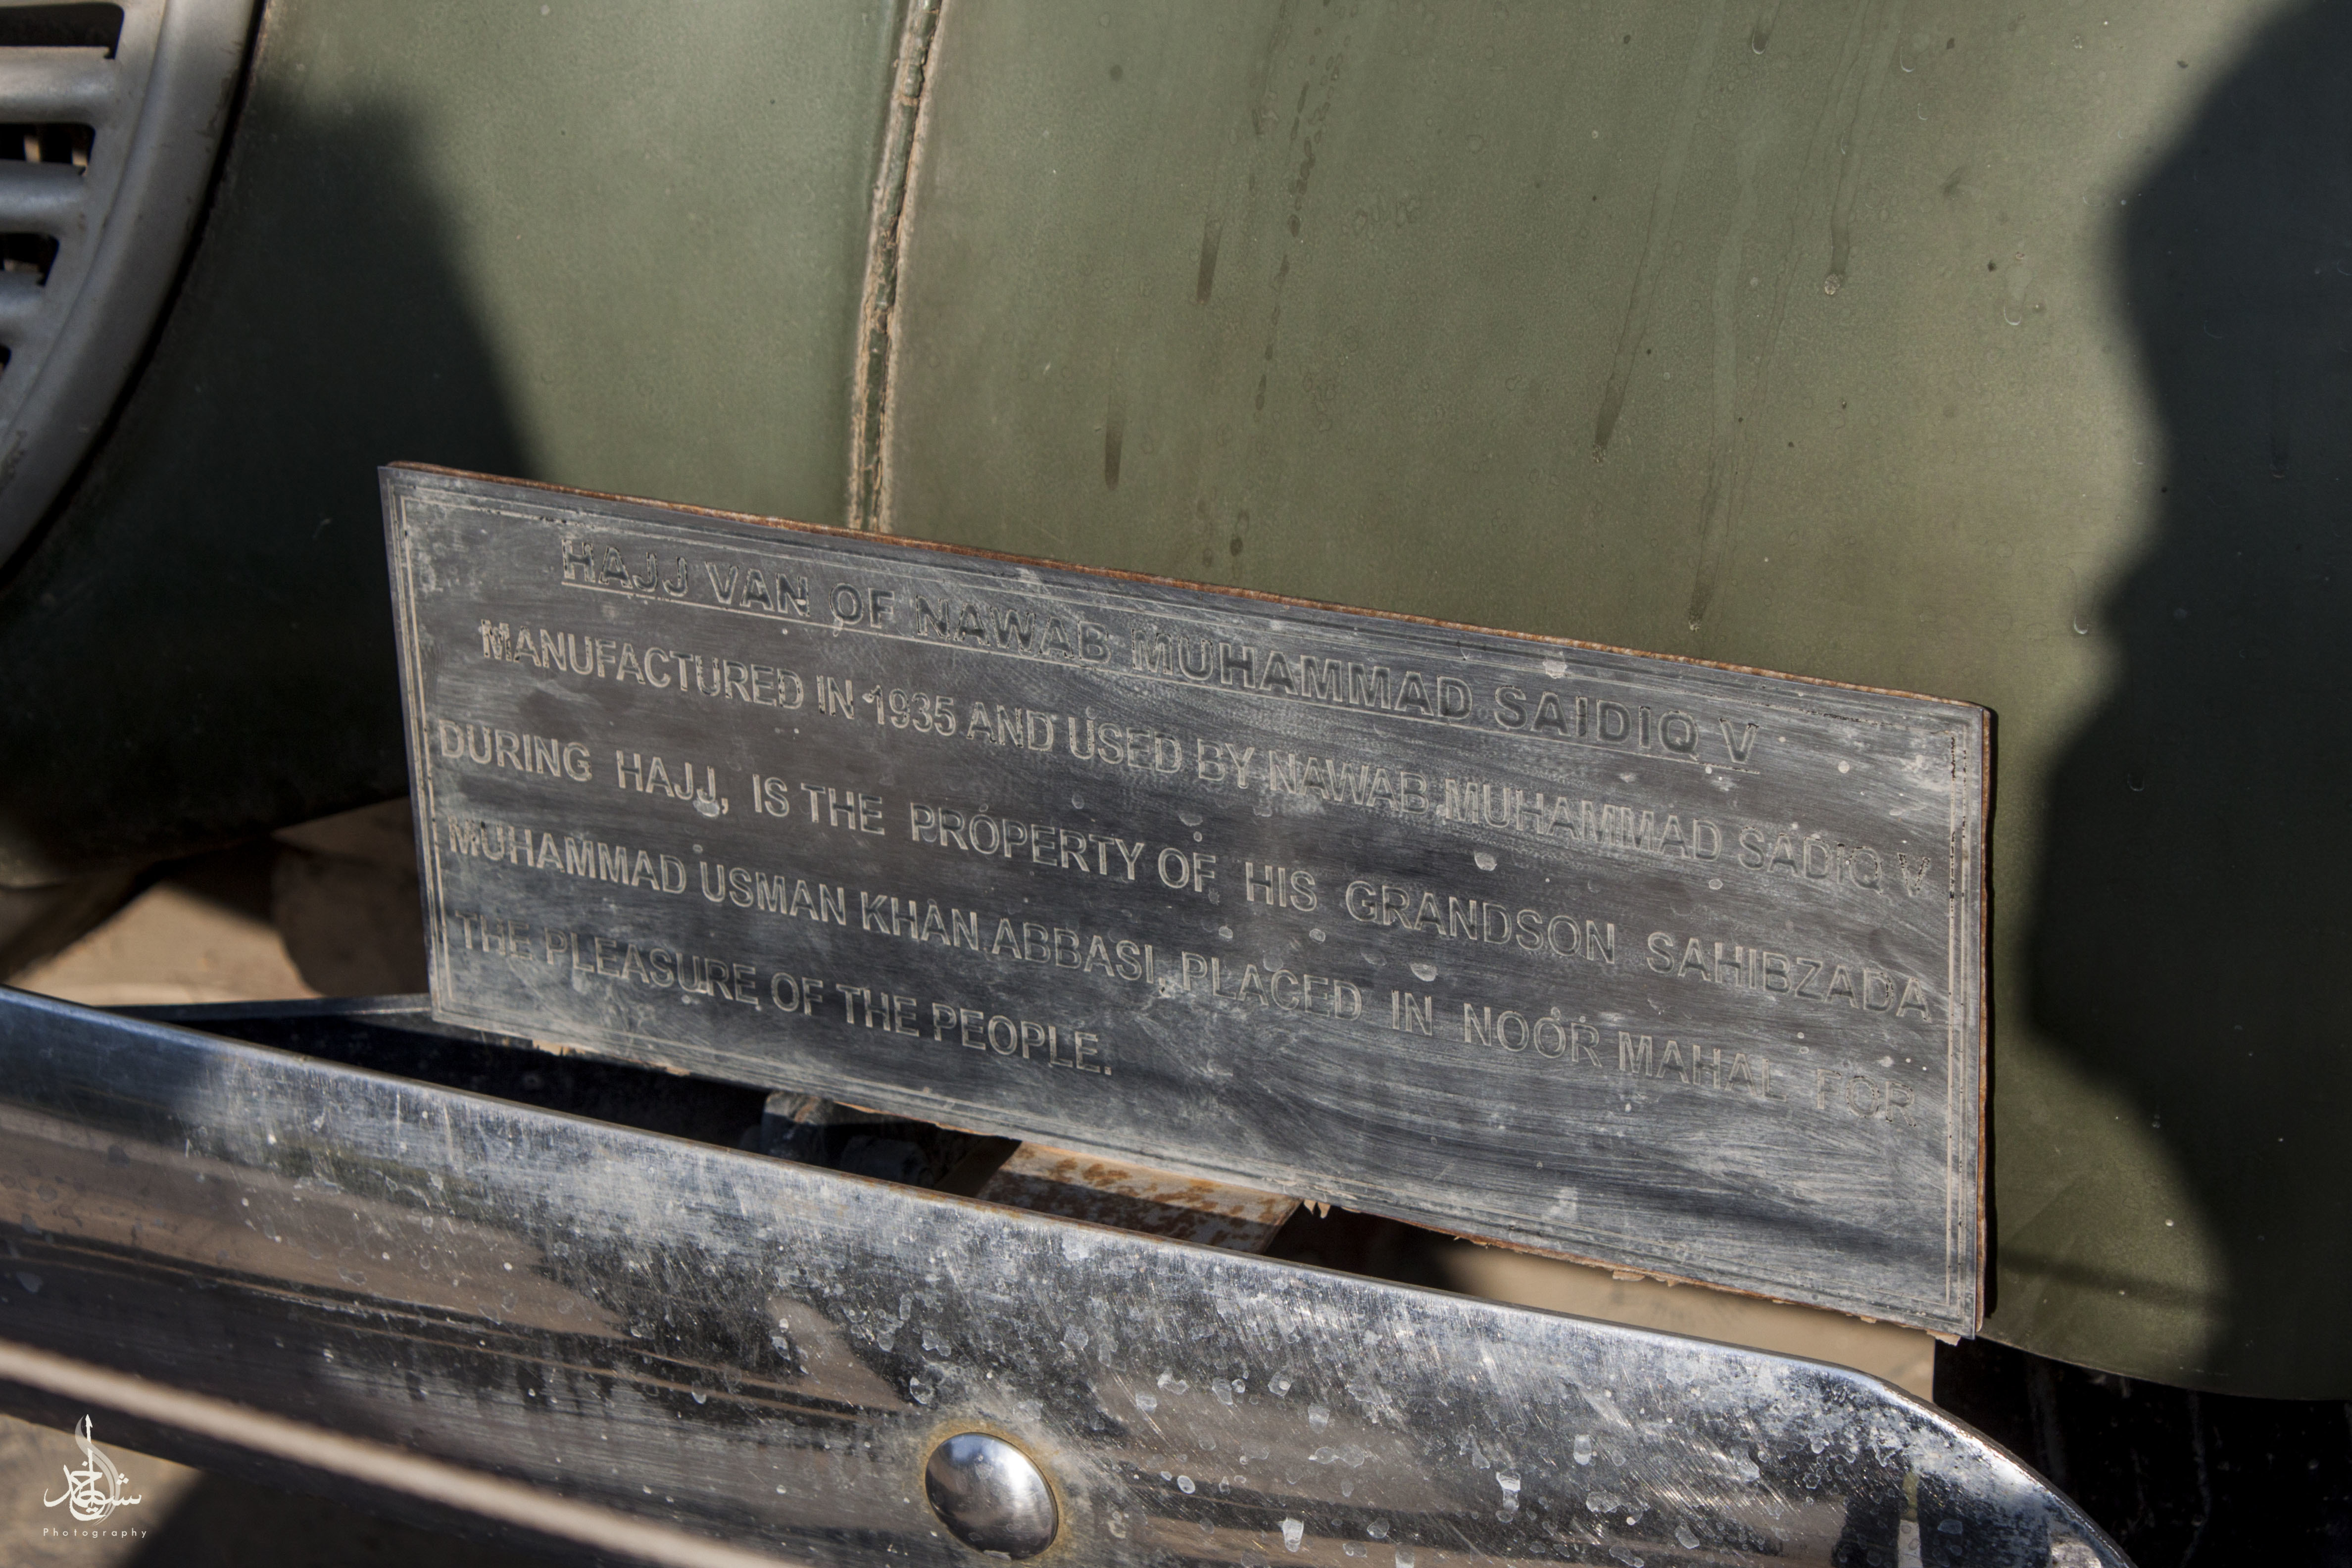 HAJJ VAN OF NAWAB MUHAMMAD SAIDIQ V
MANUFACTURED IN 1935 AND USED BY NAWAB MUHAMMAD SADIQ V
DURING HAJJ, IS THE PROPERTY OF HIS GRANDSON SAHIBZADA
MUHAMMAD USMAN KHAN ABBASI, PLACED IN NOOR MAHAL FOR
THE PLEASURE OF THE PEOPLE.
Photography